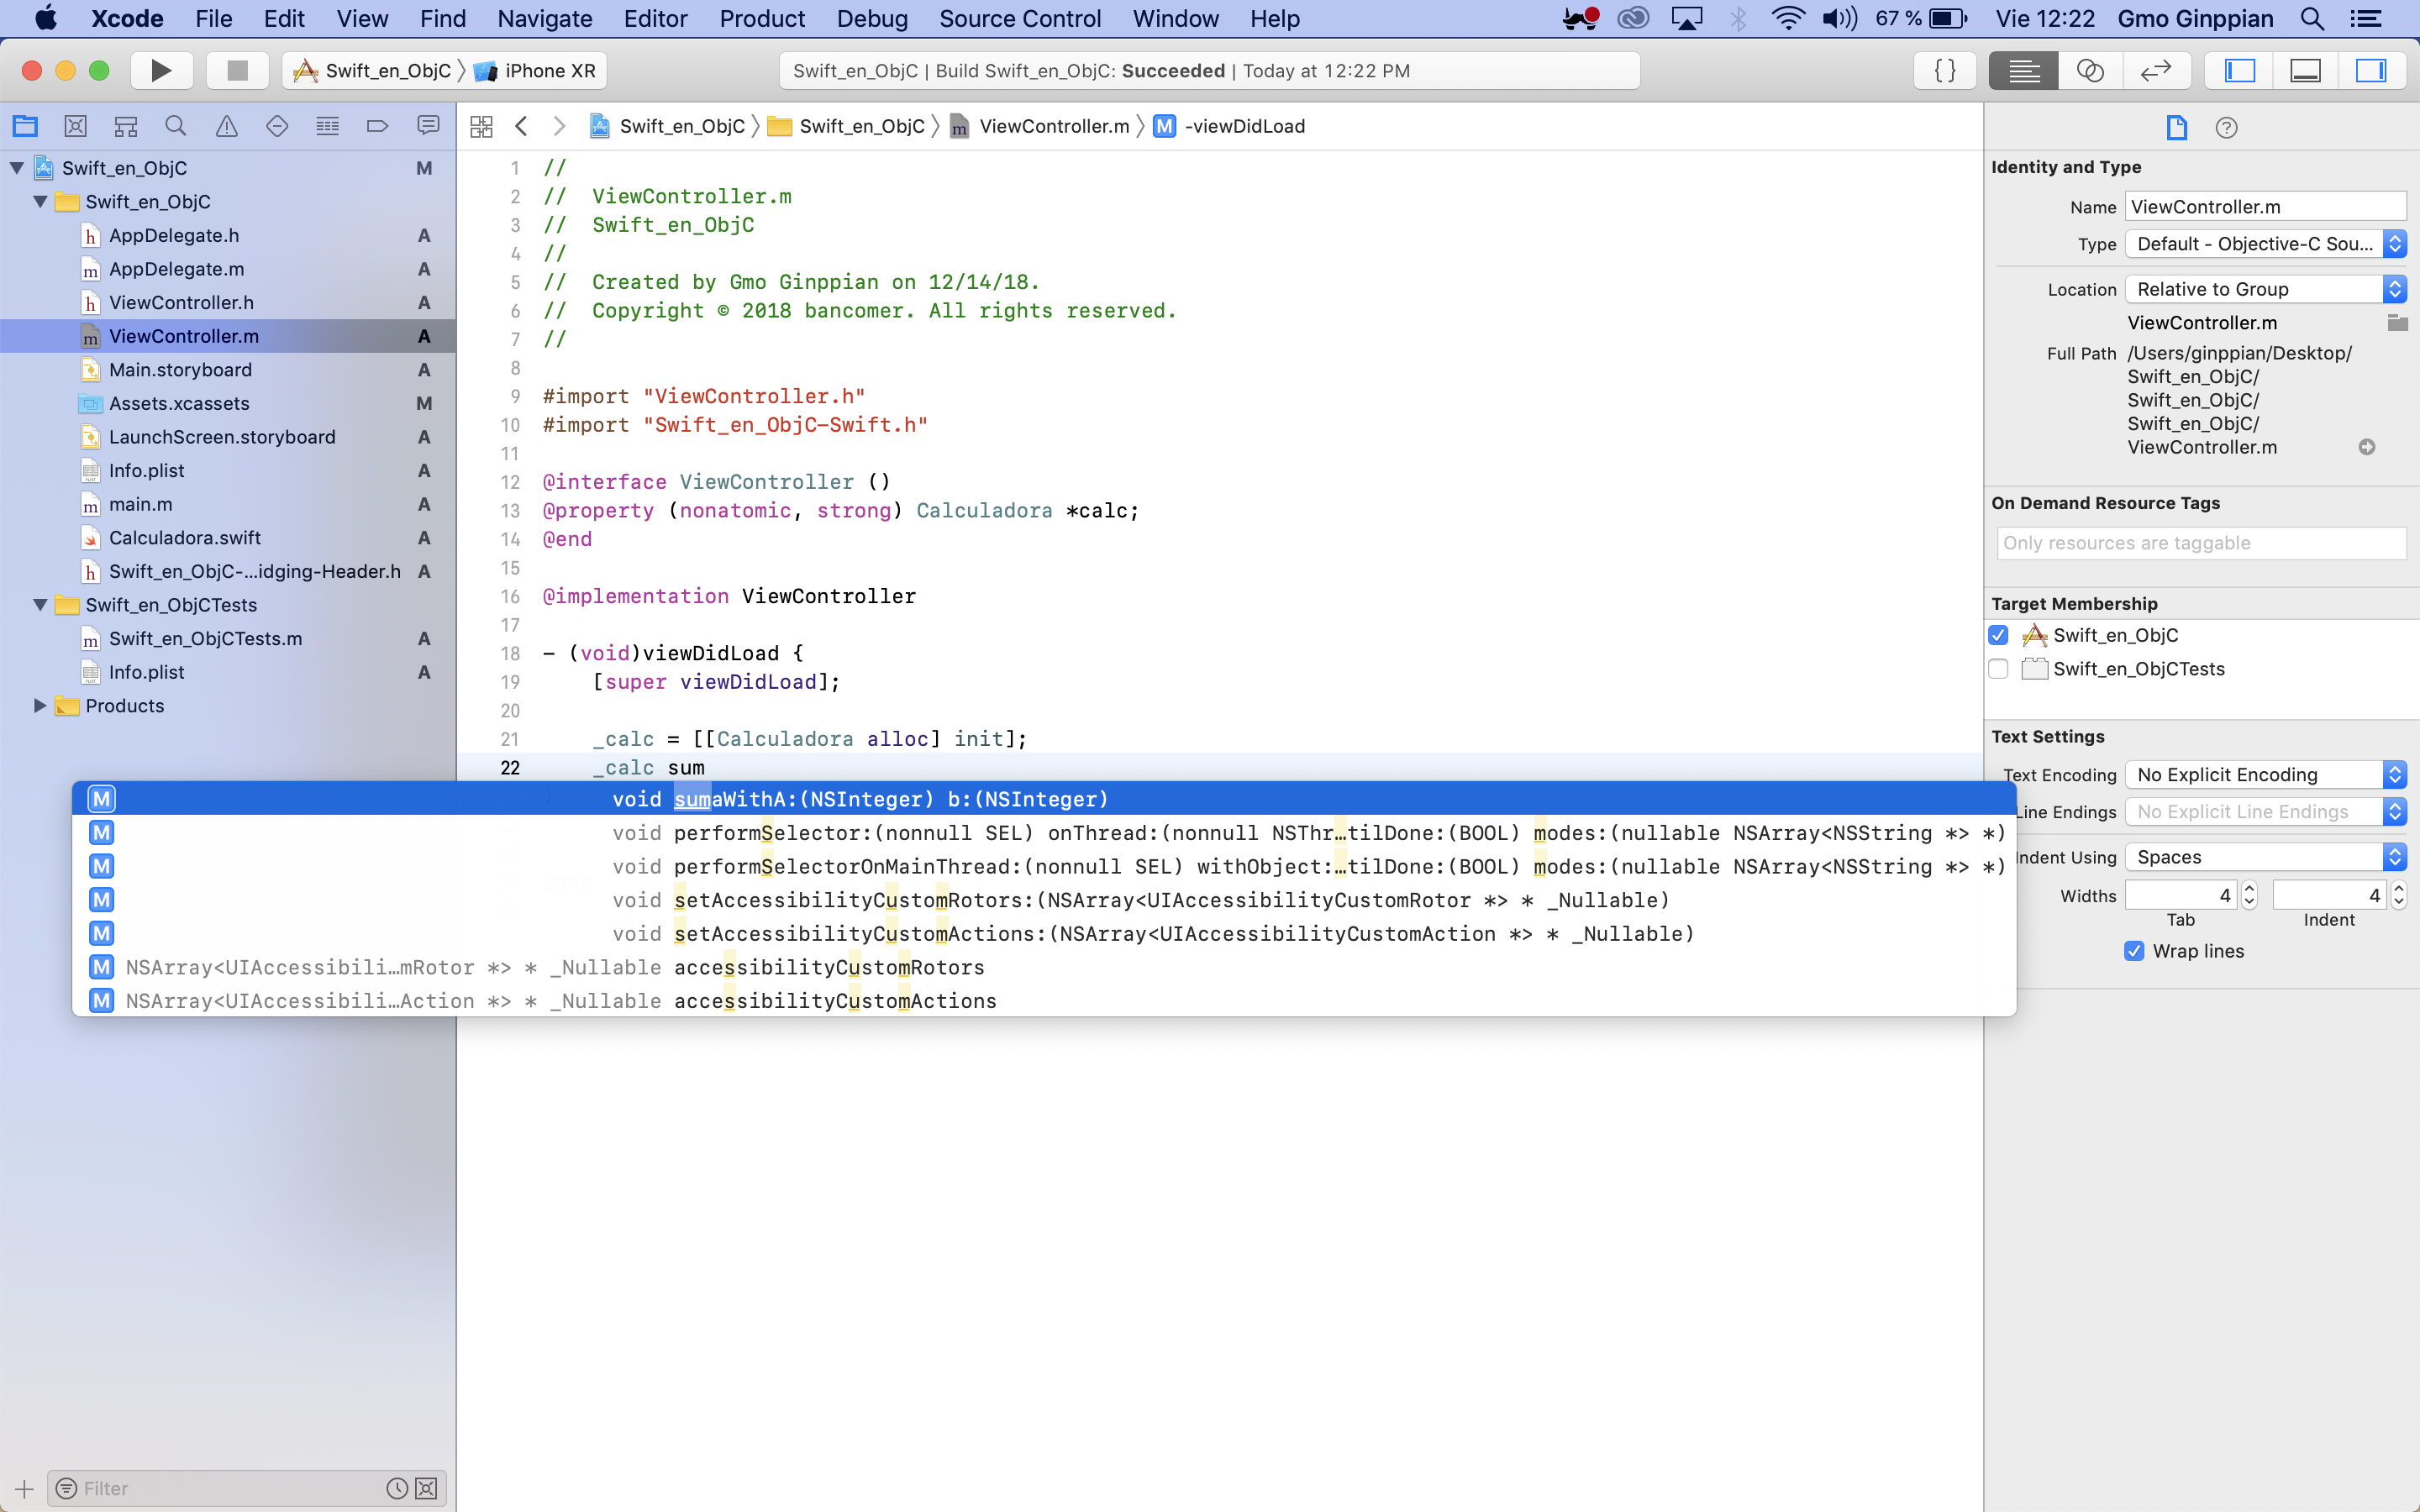 Xcode File Edit View Find Navigate Editor Product Debug Source Control Window Help 67 % Vie 12:22 Gmo Ginppian
Swift_en_ObjC iPhone XR
Swift_en_ObjC | Build Swift_en_ObjC: Succeeded | Today at 12:22 PM
{ }
Swift_en_ObjC M
Swift_en_ObjC
AppDelegate.h A
AppDelegate.m A
ViewController.h A
ViewController.m A
Main.storyboard A
Assets.xcassets M
LaunchScreen.storyboard A
Info.plist A
main.m A
Calculadora.swift A
Swift_en_ObjC-...idging-Header.h A
Swift_en_ObjCTests
Swift_en_ObjCTests.m A
Info.plist A
Products
Filter
Swift_en_ObjC Swift_en_ObjC ViewController.m M -viewDidLoad
1 //
2 //  ViewController.m
3 //  Swift_en_ObjC
4 //
5 //  Created by Gmo Ginppian on 12/14/18.
6 //  Copyright © 2018 bancomer. All rights reserved.
7 //
8
9 #import "ViewController.h"
10 #import "Swift_en_ObjC-Swift.h"
11
12 @interface ViewController ()
13 @property (nonatomic, strong) Calculadora *calc;
14 @end
15
16 @implementation ViewController
17
18 - (void)viewDidLoad {
19     [super viewDidLoad];
20
21     _calc = [[Calculadora alloc] init];
22     _calc sum
M void sumaWithA:(NSInteger) b:(NSInteger)
M void performSelector:(nonnull SEL) onThread:(nonnull NSThr…tilDone:(BOOL) modes:(nullable NSArray<NSString *> *)
M void performSelectorOnMainThread:(nonnull SEL) withObject:…tilDone:(BOOL) modes:(nullable NSArray<NSString *> *)
M void setAccessibilityCustomRotors:(NSArray<UIAccessibilityCustomRotor *> * _Nullable)
M void setAccessibilityCustomActions:(NSArray<UIAccessibilityCustomAction *> * _Nullable)
M NSArray<UIAccessibili…mRotor *> * _Nullable accessibilityCustomRotors
M NSArray<UIAccessibili…Action *> * _Nullable accessibilityCustomActions
Identity and Type
Name ViewController.m
Type Default - Objective-C Sou...
Location Relative to Group
ViewController.m
Full Path /Users/ginppian/Desktop/
Swift_en_ObjC/
Swift_en_ObjC/
Swift_en_ObjC/
ViewController.m
On Demand Resource Tags
Only resources are taggable
Target Membership
Swift_en_ObjC
Swift_en_ObjCTests
Text Settings
Text Encoding No Explicit Encoding
Line Endings No Explicit Line Endings
Indent Using Spaces
Widths 4 4
Tab Indent
Wrap lines